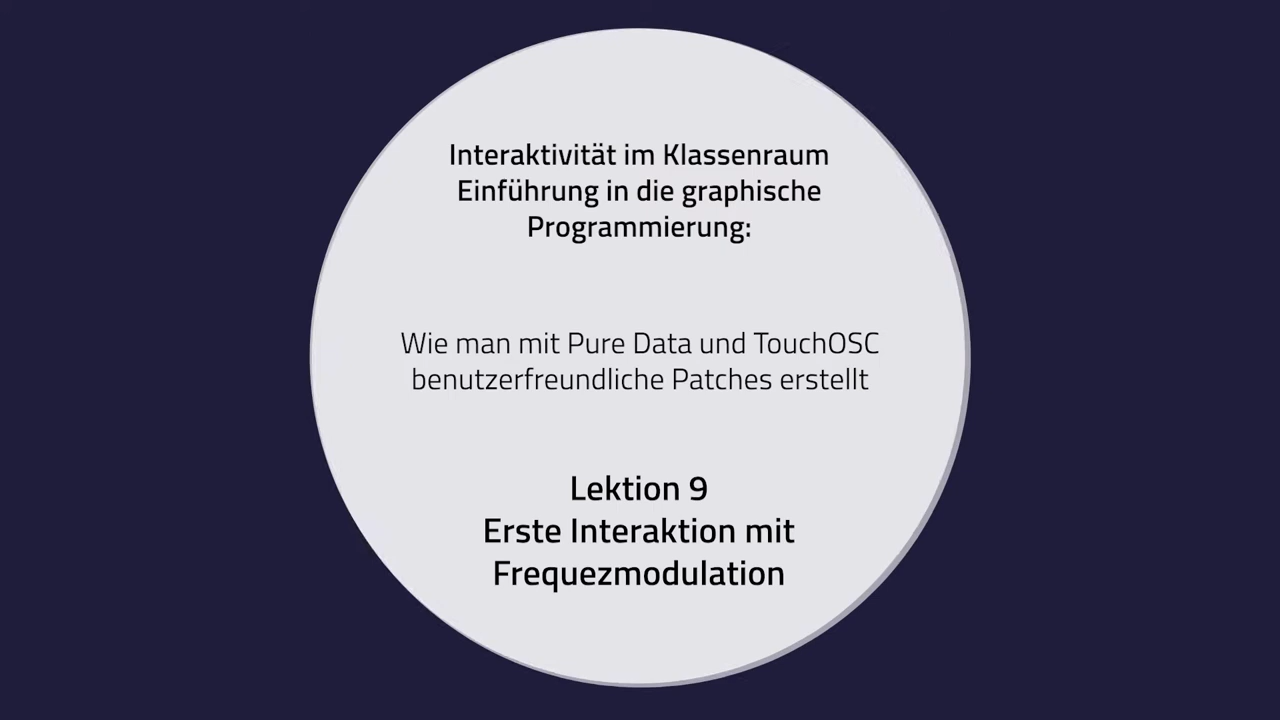 Interaktivität im Klassenraum
Einführung in die graphische
Programmierung:
Wie man mit Pure Data und TouchOSC
benutzerfreundliche Patches erstellt
Lektion 9
Erste Interaktion mit
Frequezmodulation